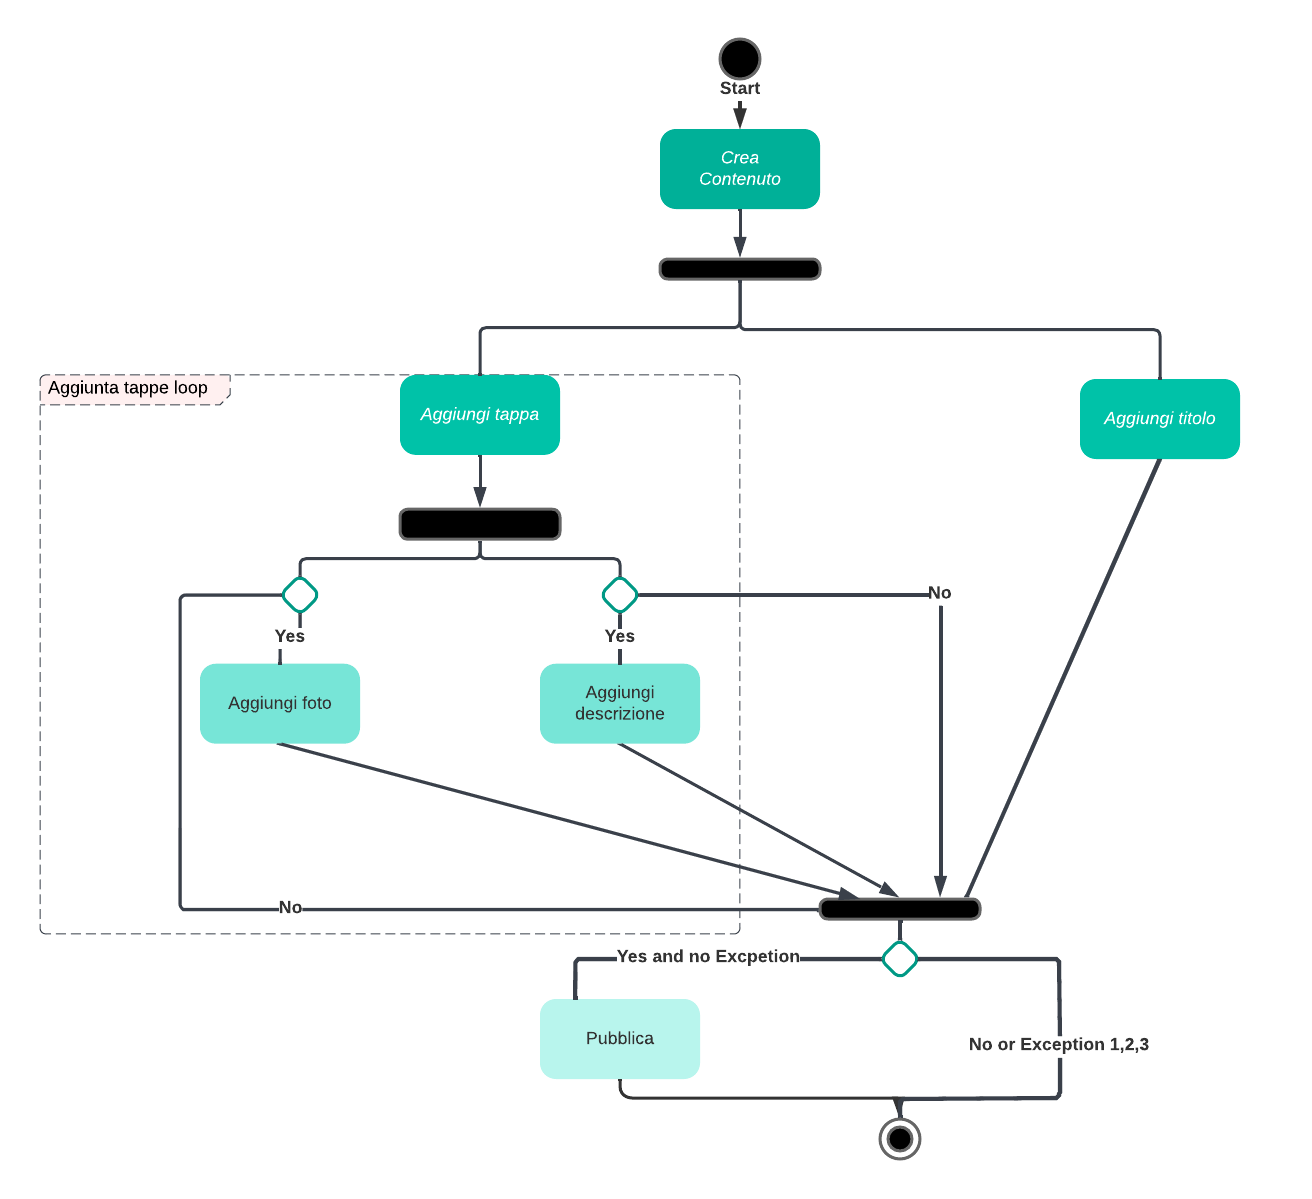 Start
Crea
Contenuto
Aggiunta tappe loop
Aggiungi tappa
Aggiungi titolo
No
Yes
Yes
Aggiungi foto
Aggiungi
descrizione
No
Yes and no Excpetion
Pubblica
No or Exception 1,2,3